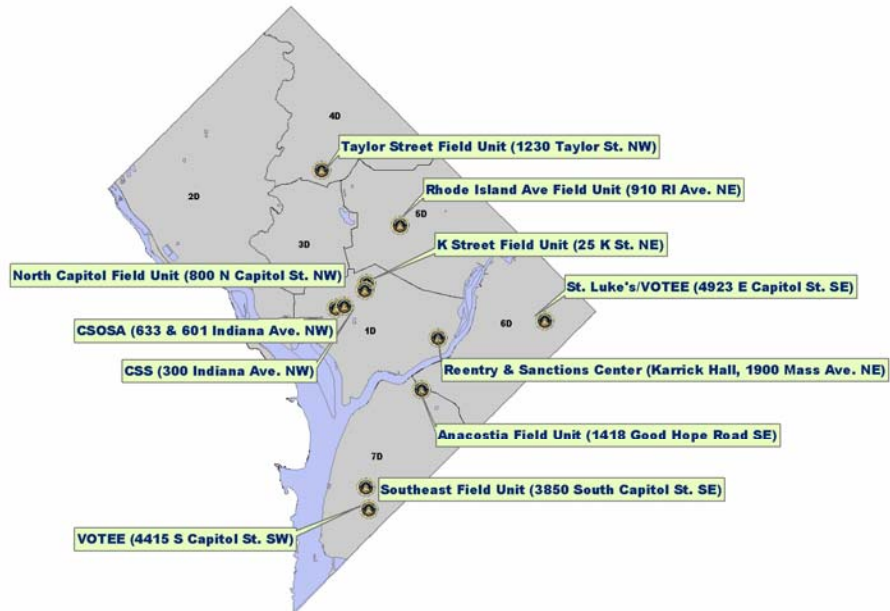 4D
Taylor Street Field Unit (1230 Taylor St. NW)
2D
Rhode Island Ave Field Unit (910 RI Ave. NE)
5D
3D
K Street Field Unit (25 K St. NE)
North Capitol Field Unit (800 N Capitol St. NW)
St. Luke's/VOTEE (4923 E Capitol St. SE)
6D
CSOSA (633 & 601 Indiana Ave. NW)
1D
CSS (300 Indiana Ave. NW)
Reentry & Sanctions Center (Karrick Hall, 1900 Mass Ave. NE)
Anacostia Field Unit (1418 Good Hope Road SE)
7D
Southeast Field Unit (3850 South Capitol St. SE)
VOTEE (4415 S Capitol St. SW)